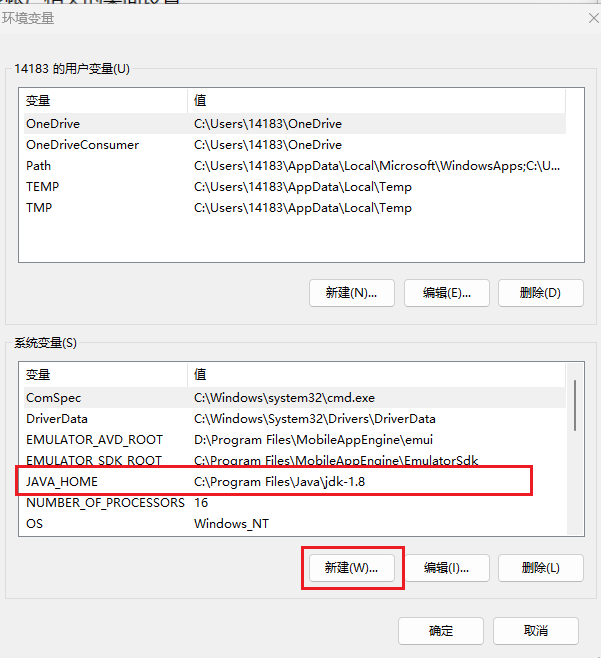 环境变量
14183 的用户变量(U)
变量 值
OneDrive C:\Users\14183\OneDrive
OneDriveConsumer C:\Users\14183\OneDrive
Path C:\Users\14183\AppData\Local\Microsoft\WindowsApps;C:\U...
TEMP C:\Users\14183\AppData\Local\Temp
TMP C:\Users\14183\AppData\Local\Temp
新建(N)... 编辑(E)... 删除(D)
系统变量(S)
变量 值
ComSpec C:\Windows\system32\cmd.exe
DriverData C:\Windows\System32\Drivers\DriverData
EMULATOR_AVD_ROOT D:\Program Files\MobileAppEngine\emui
EMULATOR_SDK_ROOT C:\Program Files\MobileAppEngine\EmulatorSdk
JAVA_HOME C:\Program Files\Java\jdk-1.8
NUMBER_OF_PROCESSORS 16
OS Windows_NT
新建(W)... 编辑(I)... 删除(L)
确定 取消